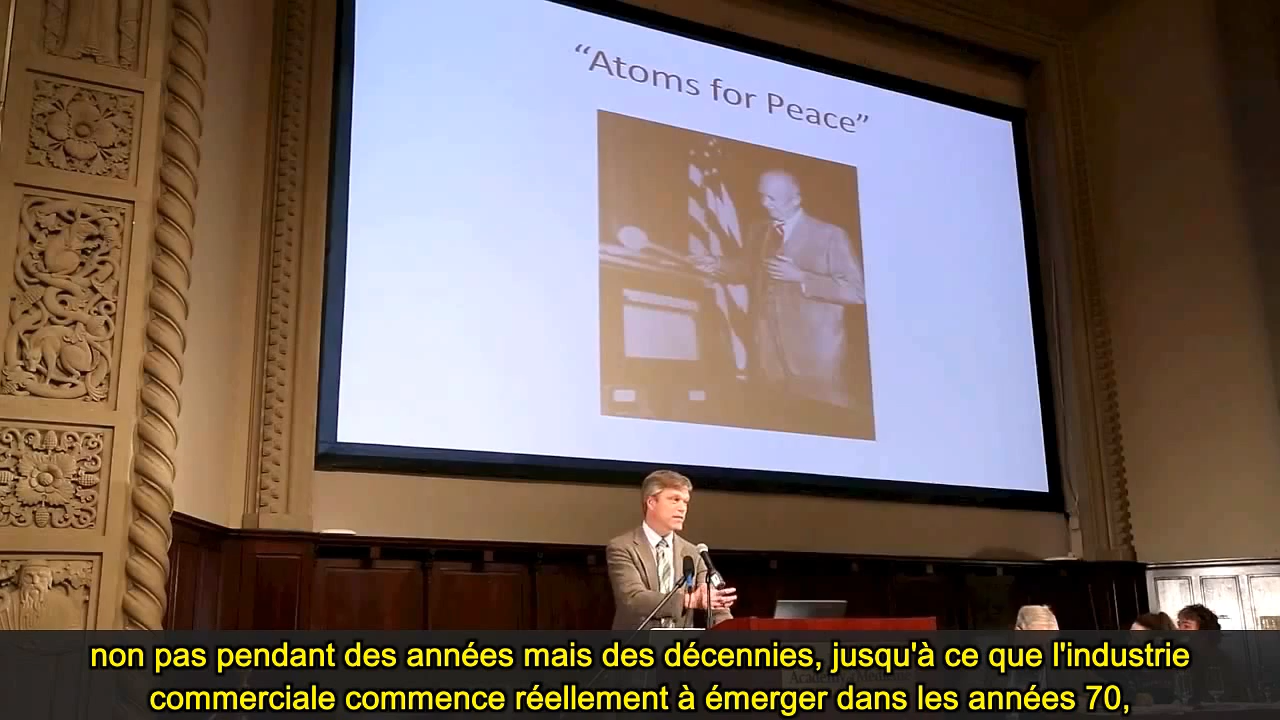 “Atoms for Peace”
non pas pendant des années mais des décennies, jusqu'à ce que l'industrie
commerciale commence réellement à émerger dans les années 70,